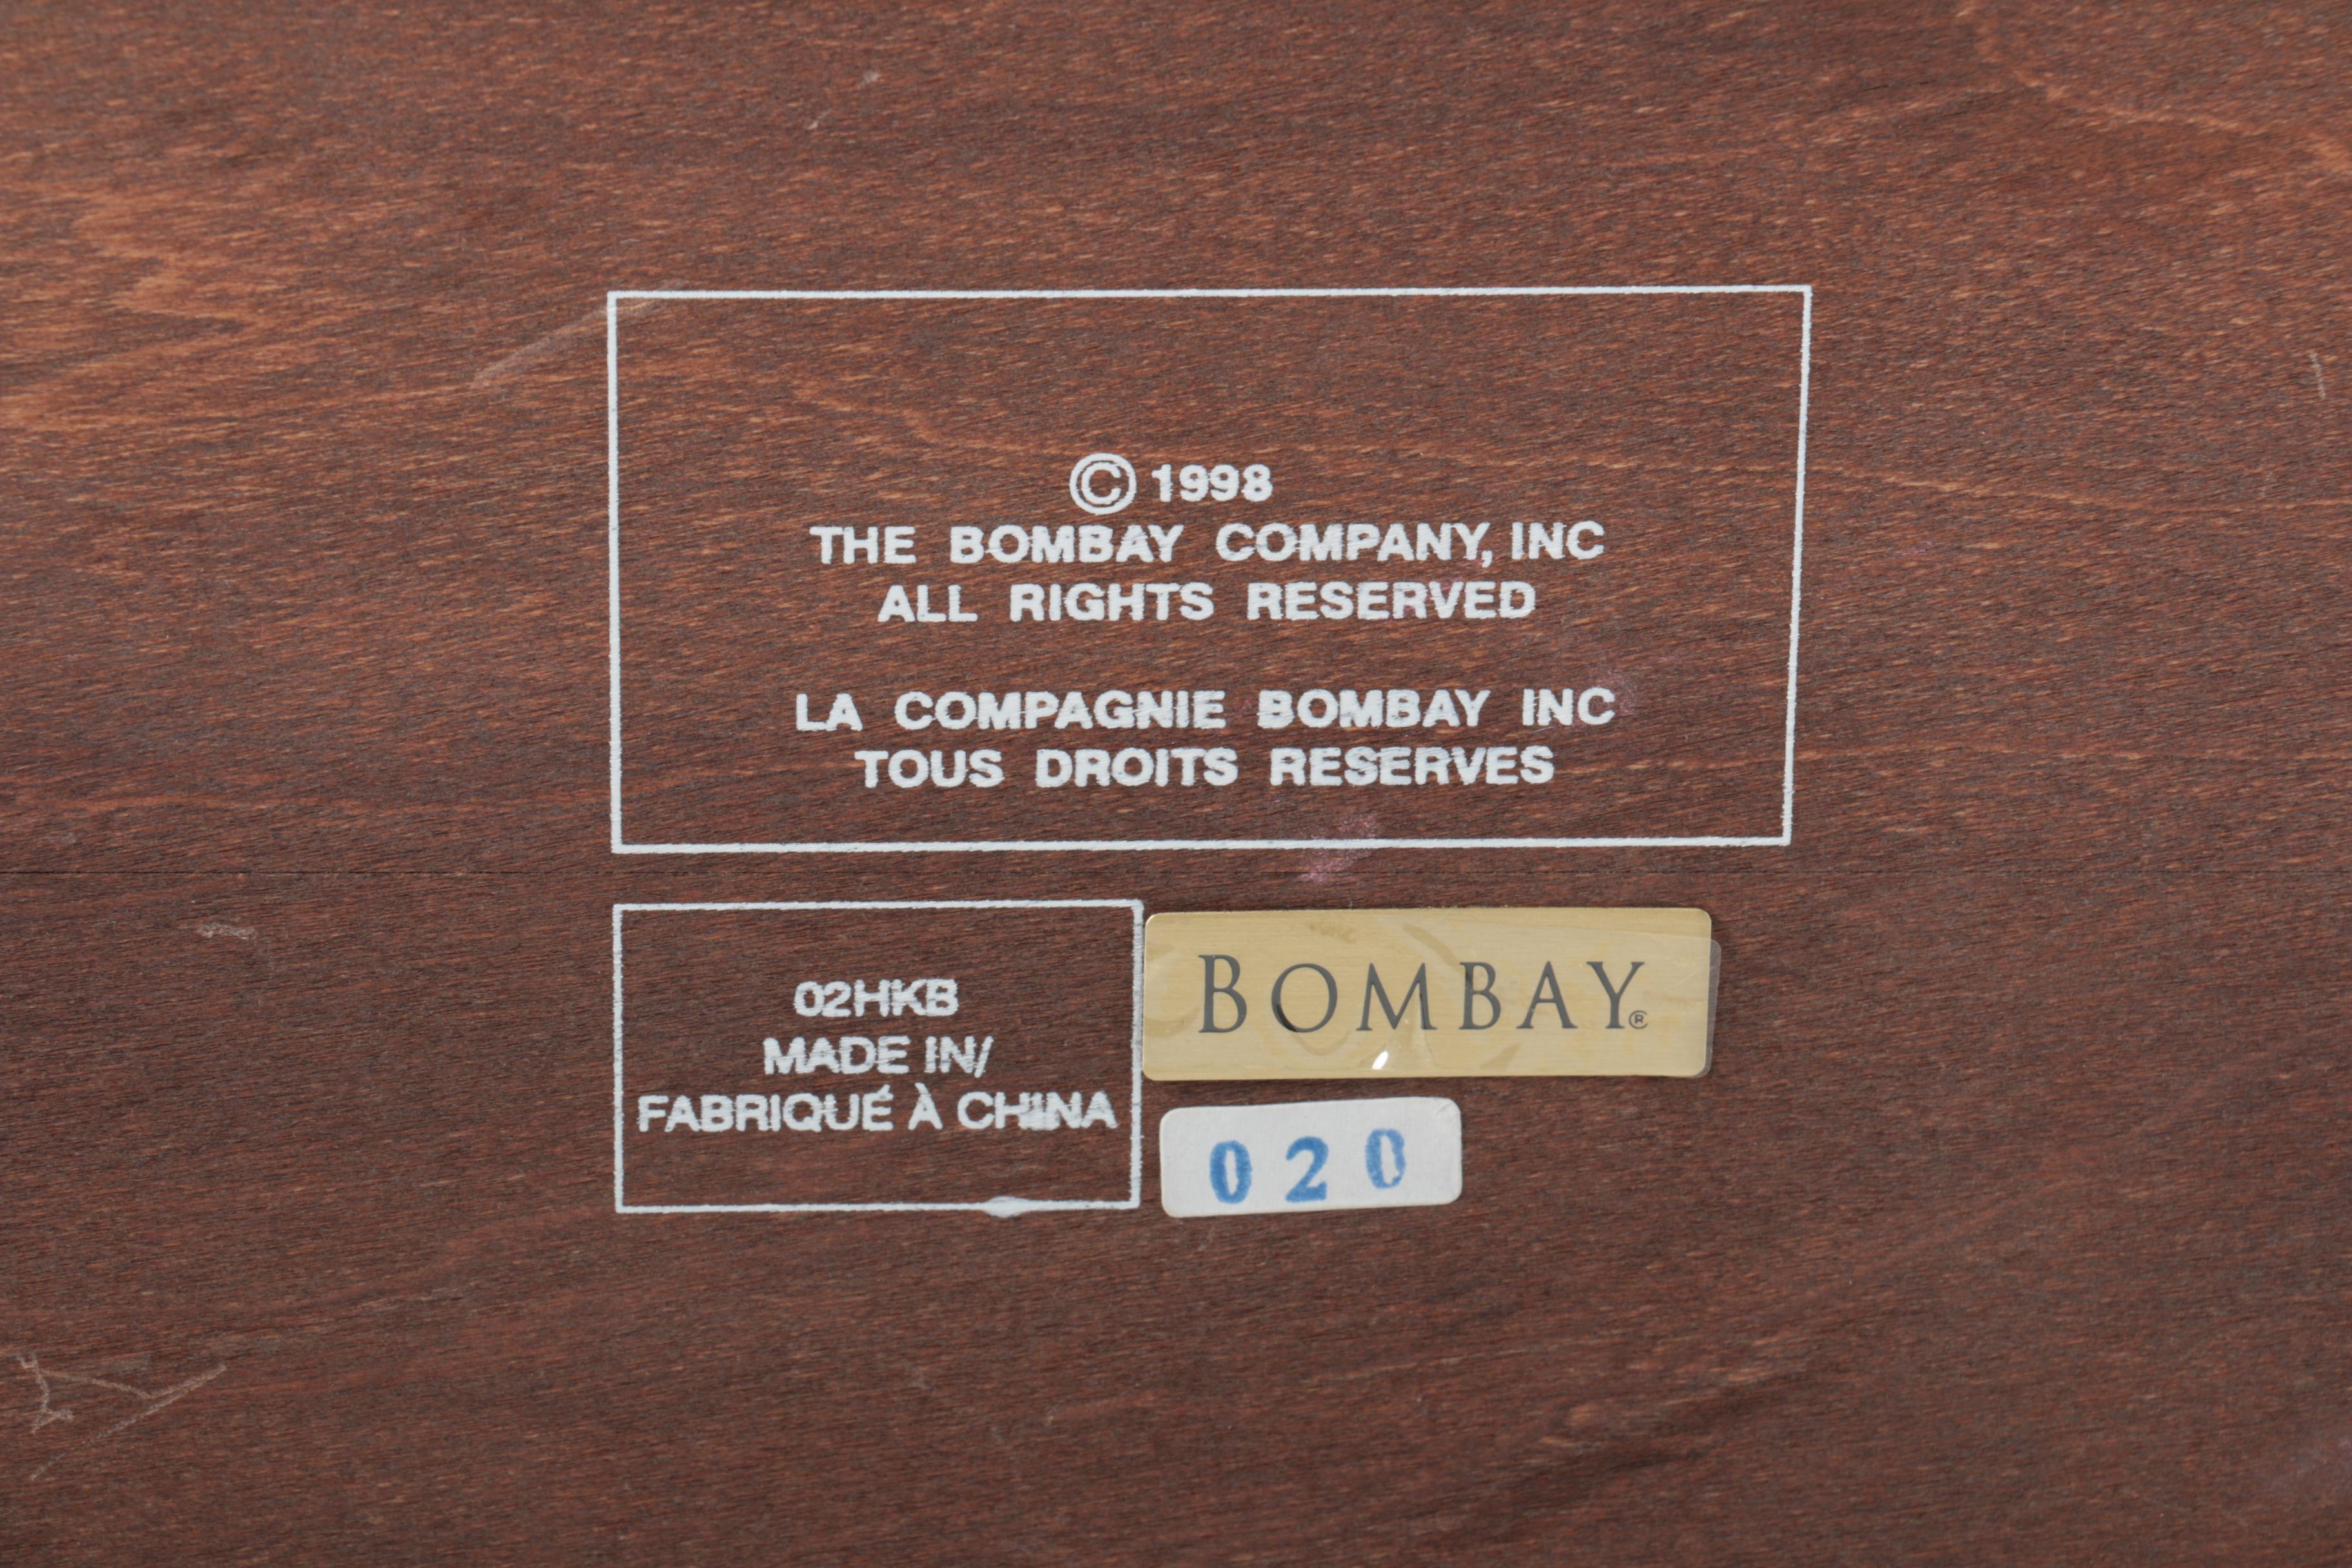 © 1998
THE BOMBAY COMPANY, INC
ALL RIGHTS RESERVED
LA COMPAGNIE BOMBAY INC
TOUS DROITS RESERVES
02HKB
MADE IN/
FABRIQUÉ À CHINA
BOMBAY®
020